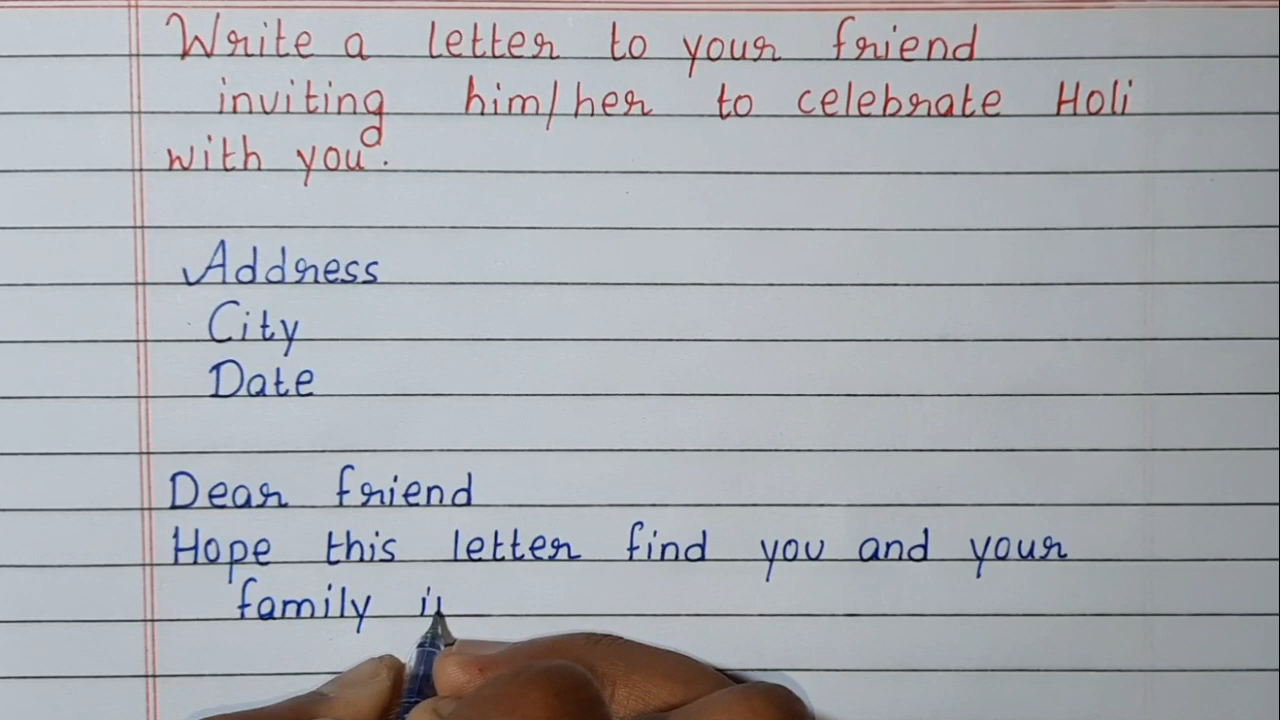 Write a letter to your friend
inviting him/her to celebrate Holi
with you.
Address
City
Date
Dear friend
Hope this letter find you and your
family